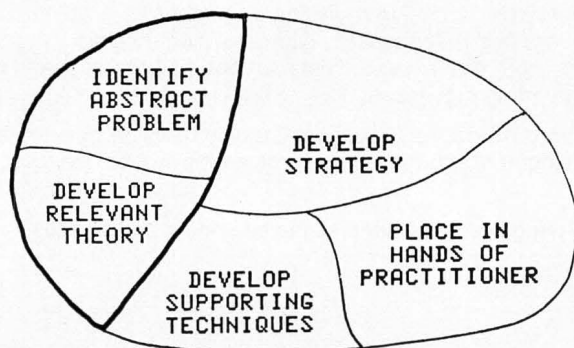 IDENTIFY
ABSTRACT
PROBLEM
DEVELOP
STRATEGY
DEVELOP
RELEVANT
THEORY
PLACE IN
HANDS OF
PRACTITIONER
DEVELOP
SUPPORTING
TECHNIQUES